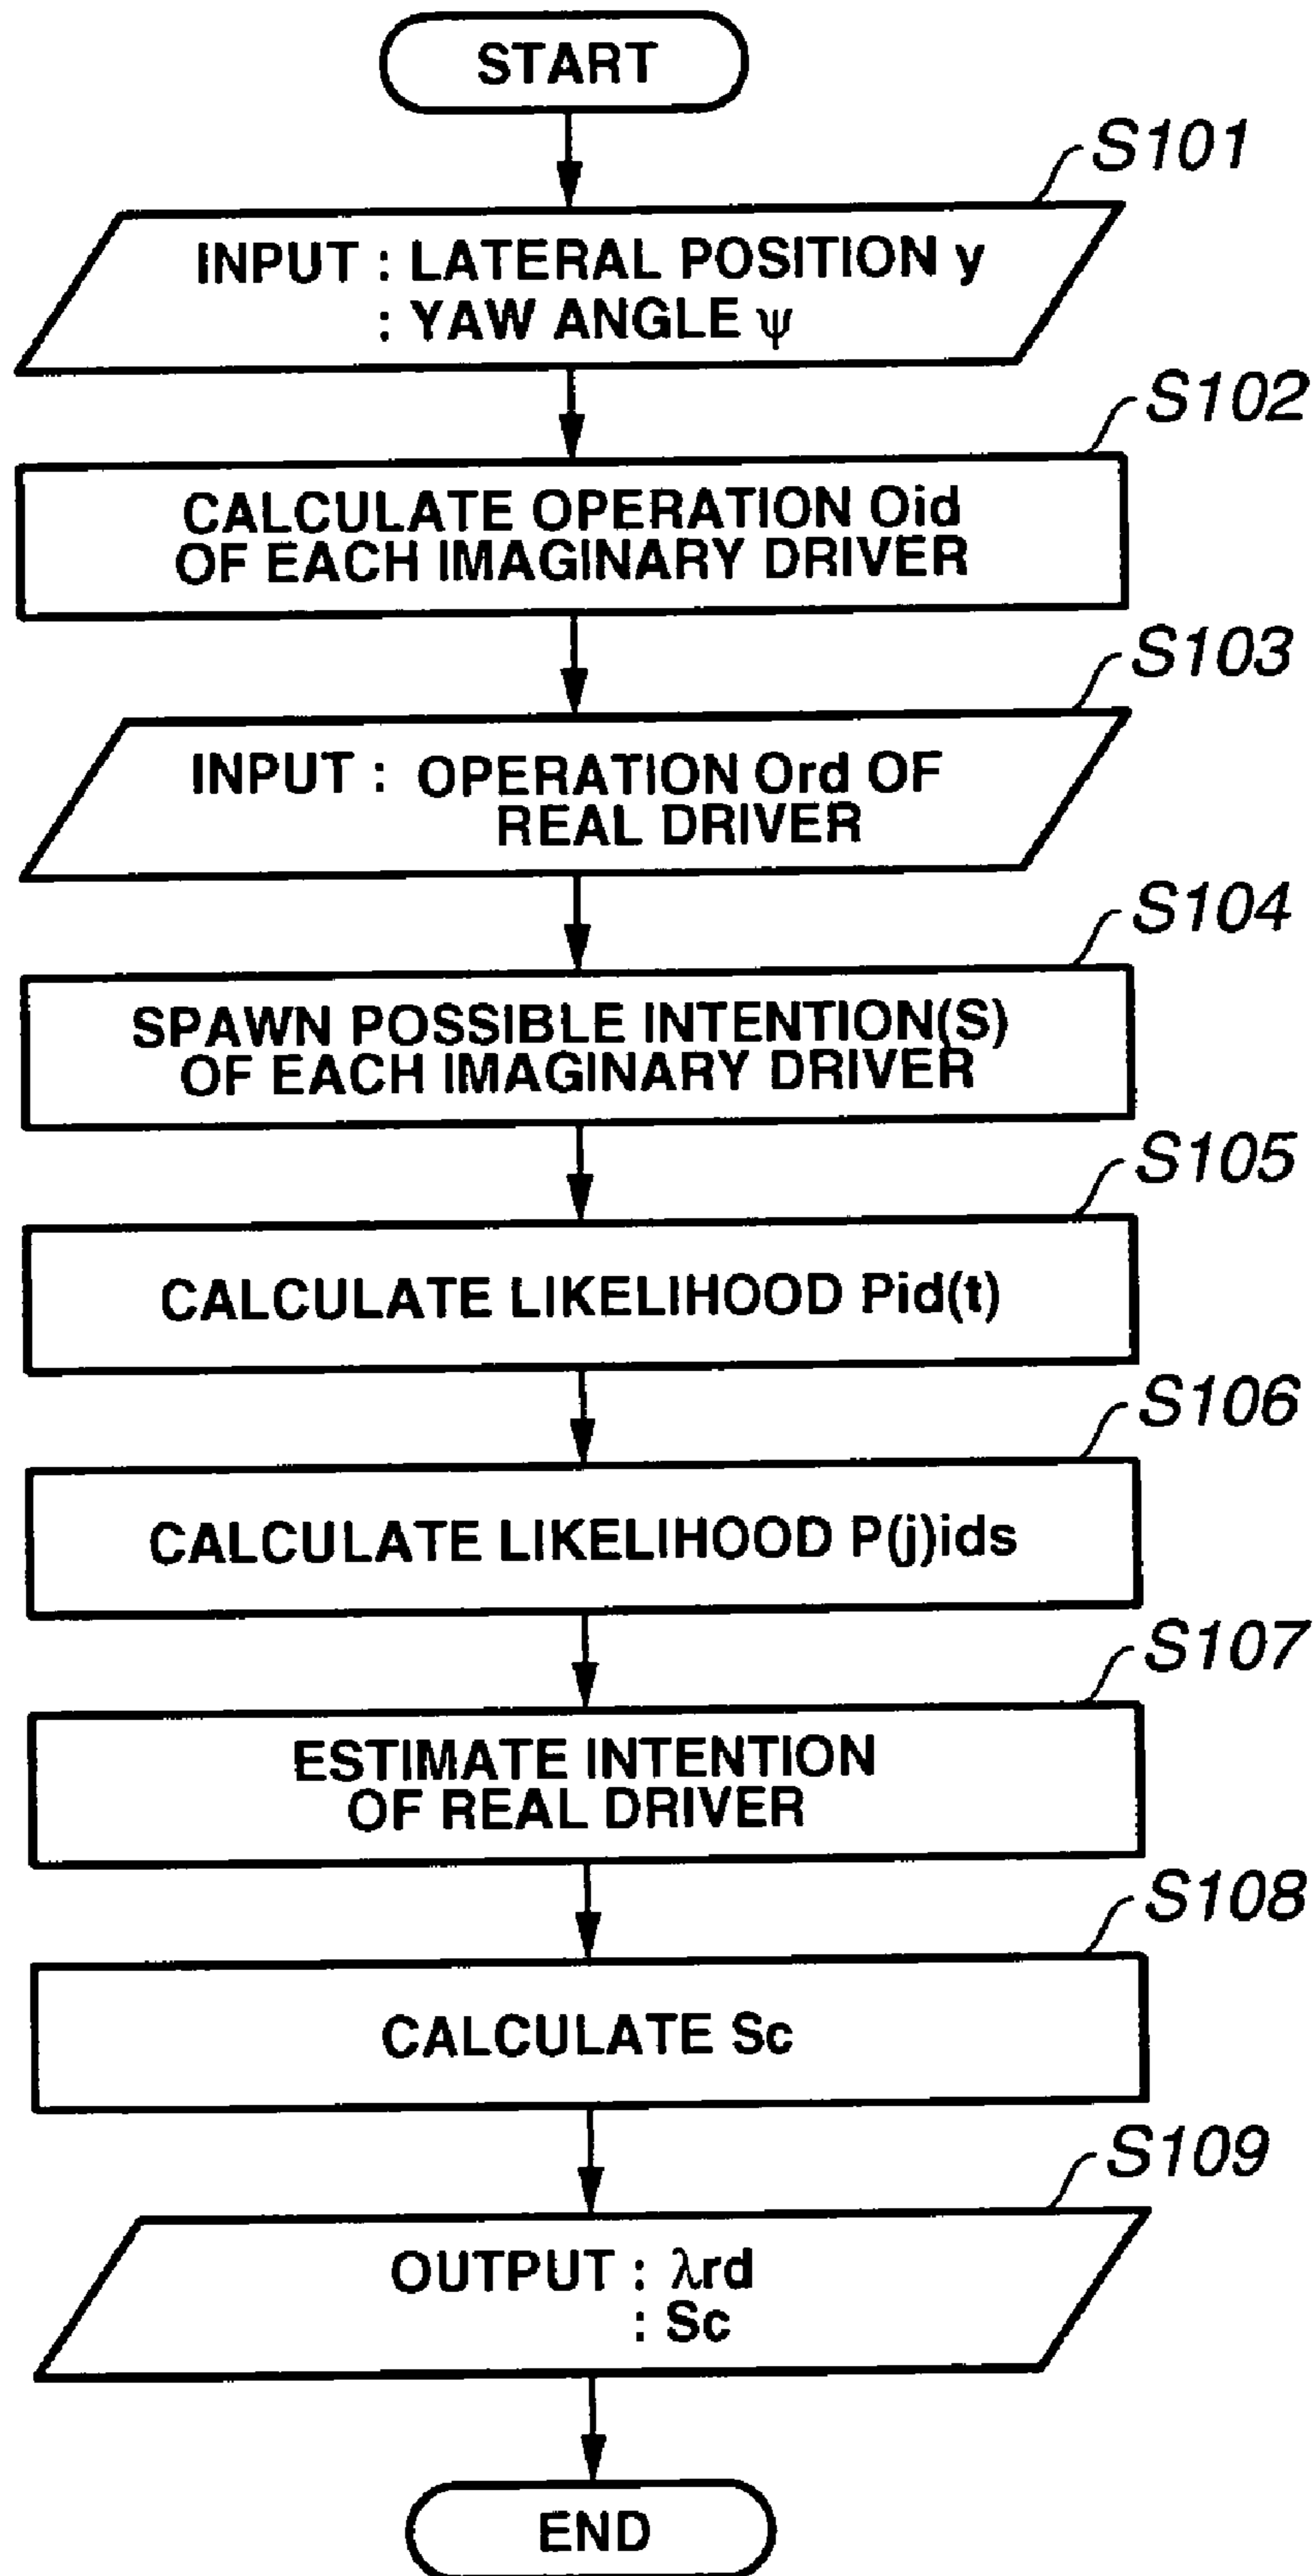 START
S101
INPUT : LATERAL POSITION y
: YAW ANGLE ψ
S102
CALCULATE OPERATION Oid
OF EACH IMAGINARY DRIVER
S103
INPUT : OPERATION Ord OF
REAL DRIVER
S104
SPAWN POSSIBLE INTENTION(S)
OF EACH IMAGINARY DRIVER
S105
CALCULATE LIKELIHOOD Pid(t)
S106
CALCULATE LIKELIHOOD P(j)ids
S107
ESTIMATE INTENTION
OF REAL DRIVER
S108
CALCULATE Sc
S109
OUTPUT : λrd
: Sc
END